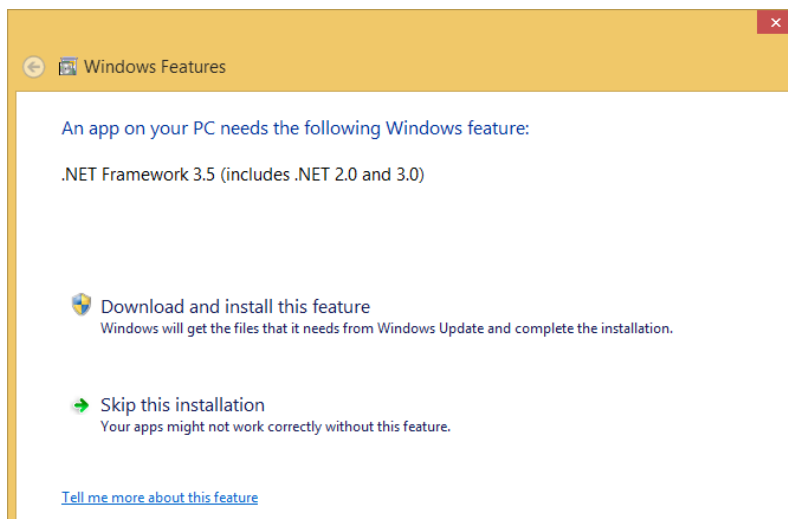 Windows Features
An app on your PC needs the following Windows feature:
.NET Framework 3.5 (includes .NET 2.0 and 3.0)
Download and install this feature
Windows will get the files that it needs from Windows Update and complete the installation.
Skip this installation
Your apps might not work correctly without this feature.
Tell me more about this feature